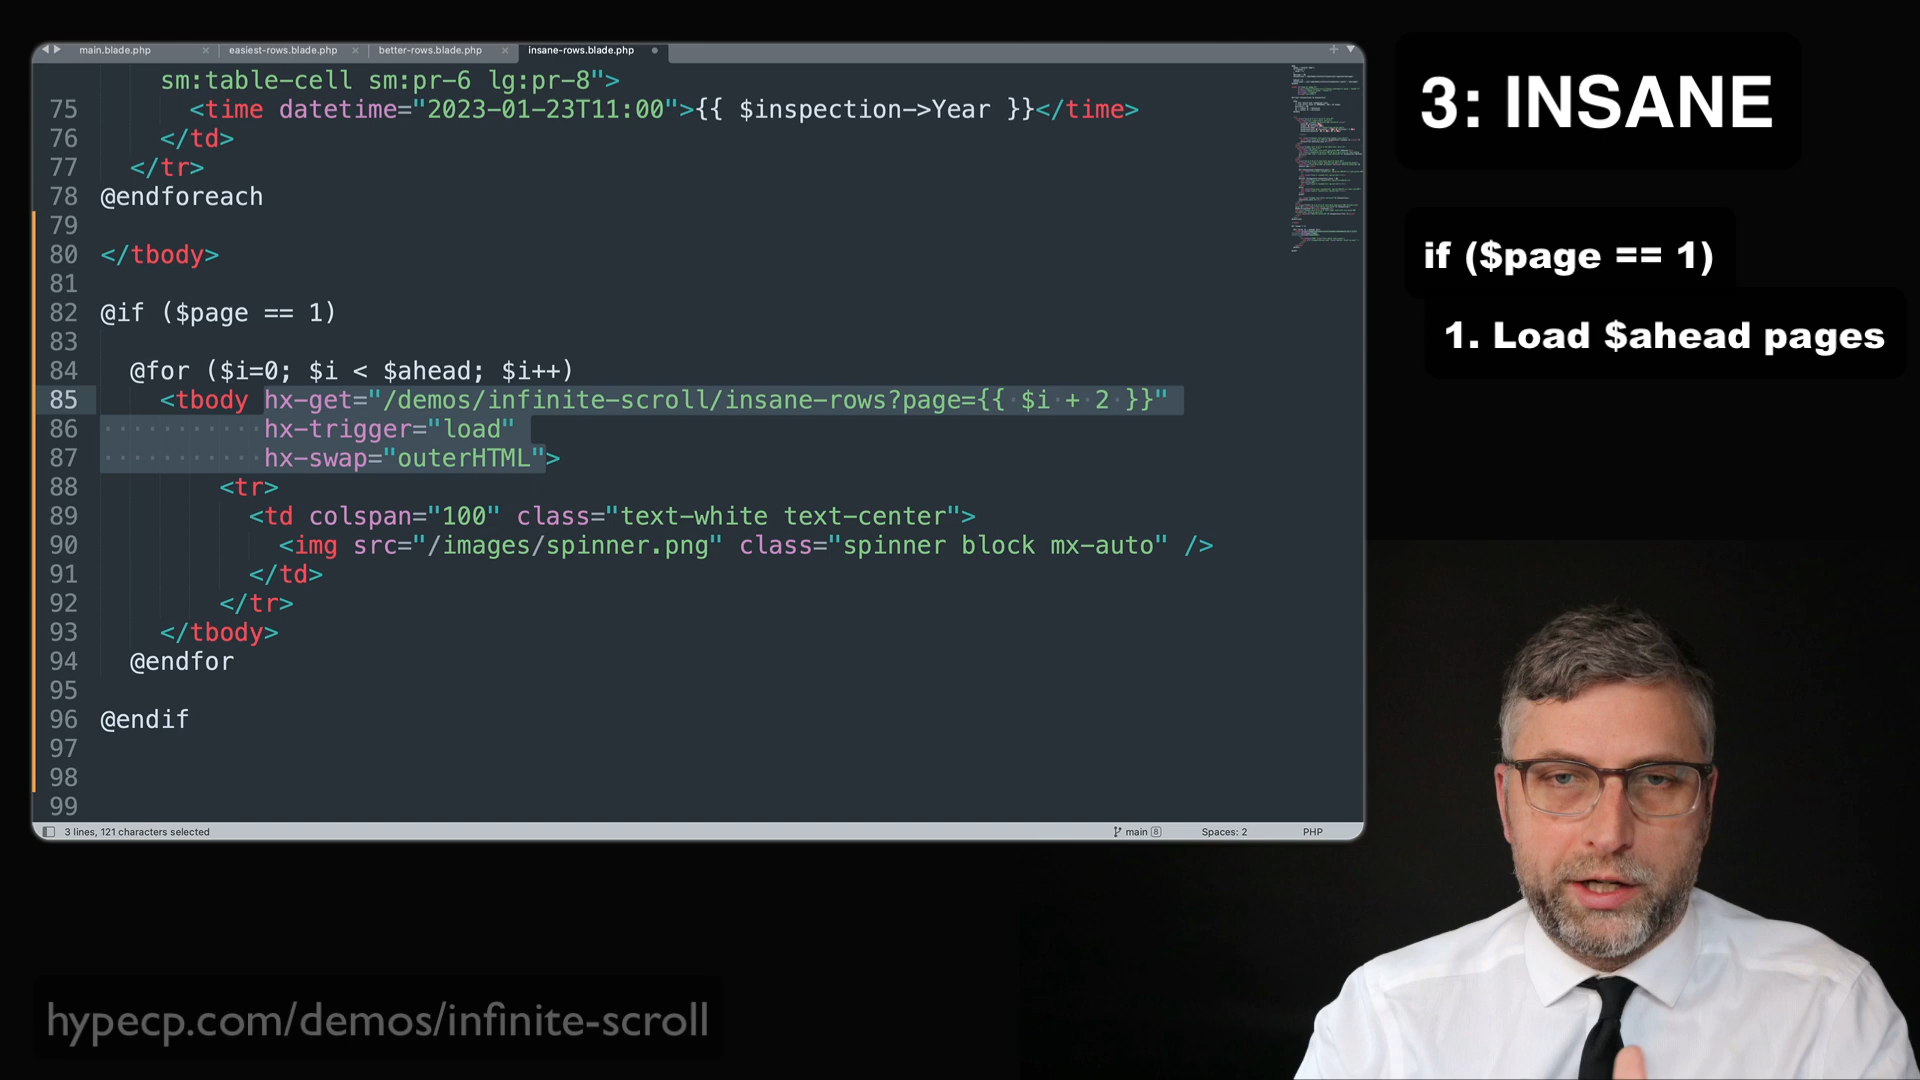 main.blade.php
easiest-rows.blade.php
better-rows.blade.php
insane-rows.blade.php
sm:table-cell sm:pr-6 lg:pr-8">
75 <time datetime="2023-01-23T11:00">{{ $inspection->Year }}</time>
76 </td>
77 </tr>
78 @endforeach
79
80 </tbody>
81
82 @if ($page == 1)
83
84 @for ($i=0; $i < $ahead; $i++)
85 <tbody hx-get="/demos/infinite-scroll/insane-rows?page={{ $i + 2 }}"
86 hx-trigger="load"
87 hx-swap="outerHTML">
88 <tr>
89 <td colspan="100" class="text-white text-center">
90 <img src="/images/spinner.png" class="spinner block mx-auto" />
91 </td>
92 </tr>
93 </tbody>
94 @endfor
95
96 @endif
97
98
99
3 lines, 121 characters selected
main 8
Spaces: 2
PHP
3: INSANE
if ($page == 1)
1. Load $ahead pages
hypecp.com/demos/infinite-scroll